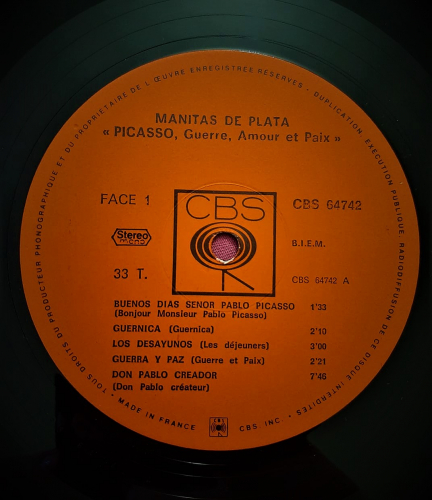 TOUS DROITS DU PRODUCTEUR PHONOGRAPHIQUE ET DU PROPRIETAIRE DE L'ŒUVRE ENREGISTREE RESERVES - DUPLICATION, EXECUTION PUBLIQUE, RADIODIFFUSION DE CE DISQUE INTERDITES
MANITAS DE PLATA
« PICASSO, Guerre, Amour et Paix »
FACE 1
CBS
CBS 64742
Stereo
MONO
B.I.E.M.
33 T.
CBS 64742 A
BUENOS DIAS SENOR PABLO PICASSO 1'33
(Bonjour Monsieur Pablo Picasso)
GUERNICA (Guernica) 2'10
LOS DESAYUNOS (Les déjeuners) 3'00
GUERRA Y PAZ (Guerre et Paix) 2'21
DON PABLO CREADOR 7'46
(Don Pablo créateur)
• MADE IN FRANCE CBS, INC. •